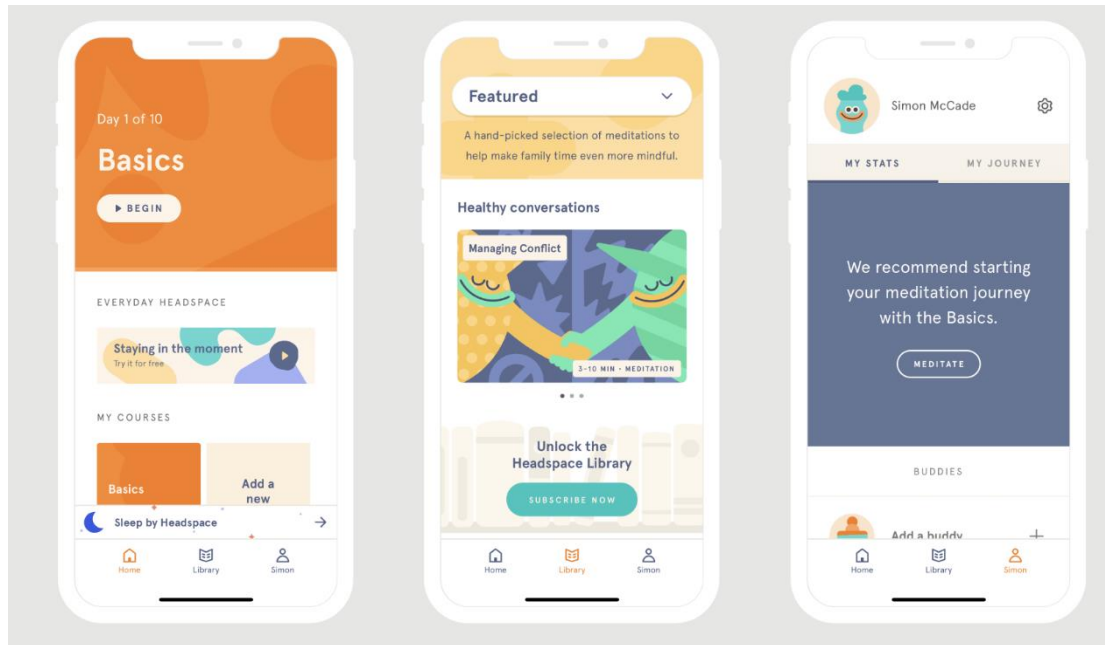 Day 1 of 10
Basics
BEGIN
EVERYDAY HEADSPACE
Staying in the moment
Try it for free
MY COURSES
Basics
Add a
new
Sleep by Headspace
Home
Library
Simon
Featured
A hand-picked selection of meditations to
help make family time even more mindful.
Healthy conversations
Managing Conflict
3-10 MIN • MEDITATION
Unlock the
Headspace Library
SUBSCRIBE NOW
Home
Library
Simon
Simon McCade
MY STATS
MY JOURNEY
We recommend starting
your meditation journey
with the Basics.
MEDITATE
BUDDIES
Add a buddy
Home
Library
Simon